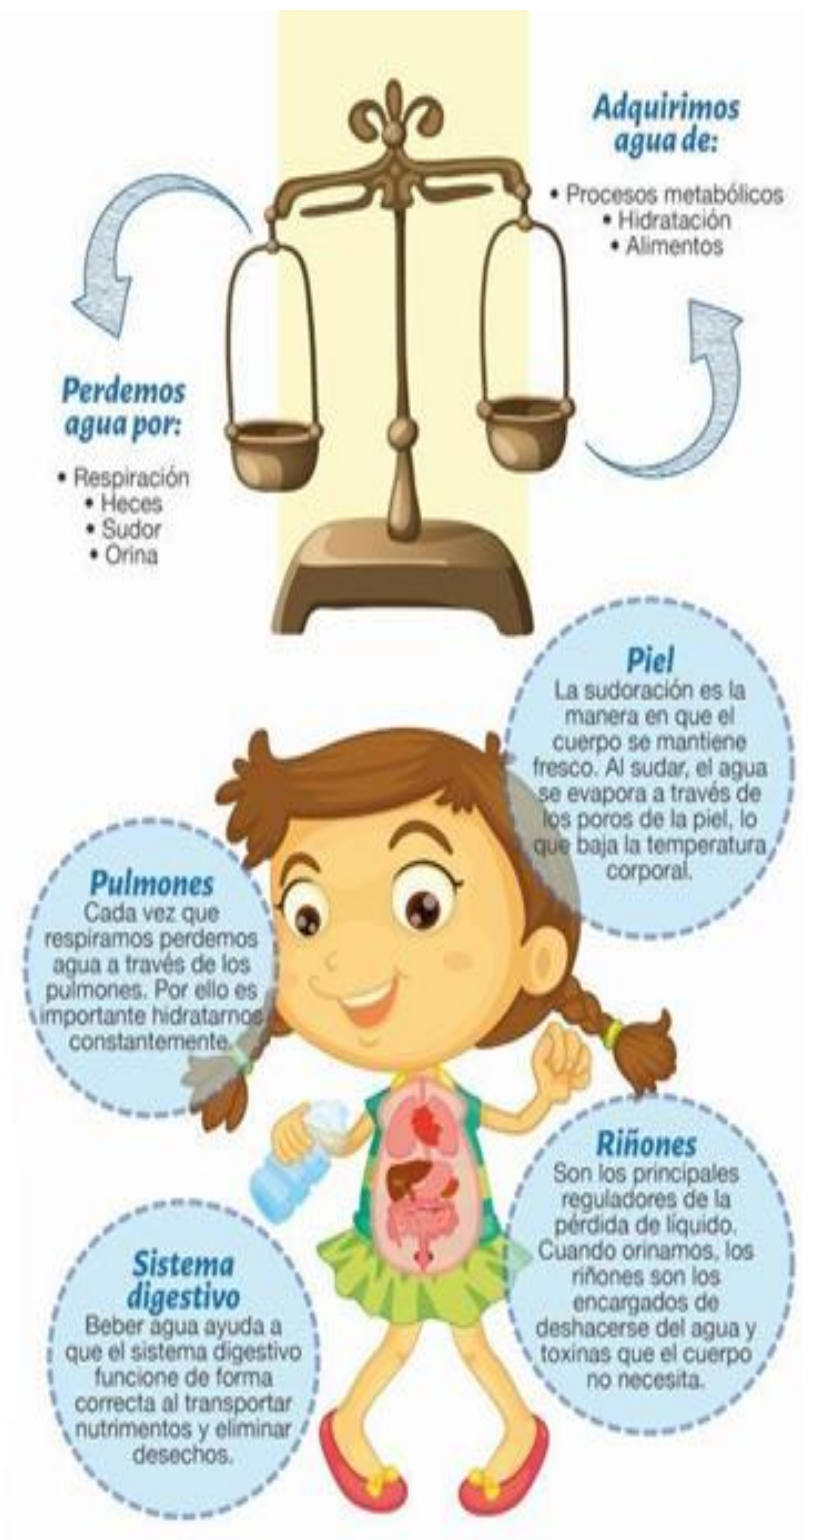 Adquirimos
agua de:
• Procesos metabólicos
• Hidratación
• Alimentos
Perdemos
agua por:
• Respiración
• Heces
• Sudor
• Orina
Piel
La sudoración es la
manera en que el
cuerpo se mantiene
fresco. Al sudar, el agua
se evapora a través de
los poros de la piel, lo
que baja la temperatura
corporal.
Pulmones
Cada vez que
respiramos perdemos
agua a través de los
pulmones. Por ello es
importante hidratarnos
constantemente.
Riñones
Son los principales
reguladores de la
pérdida de líquido.
Cuando orinamos, los
riñones son los
encargados de
deshacerse del agua y
toxinas que el cuerpo
no necesita.
Sistema
digestivo
Beber agua ayuda a
que el sistema digestivo
funcione de forma
correcta al transportar
nutrimentos y eliminar
desechos.